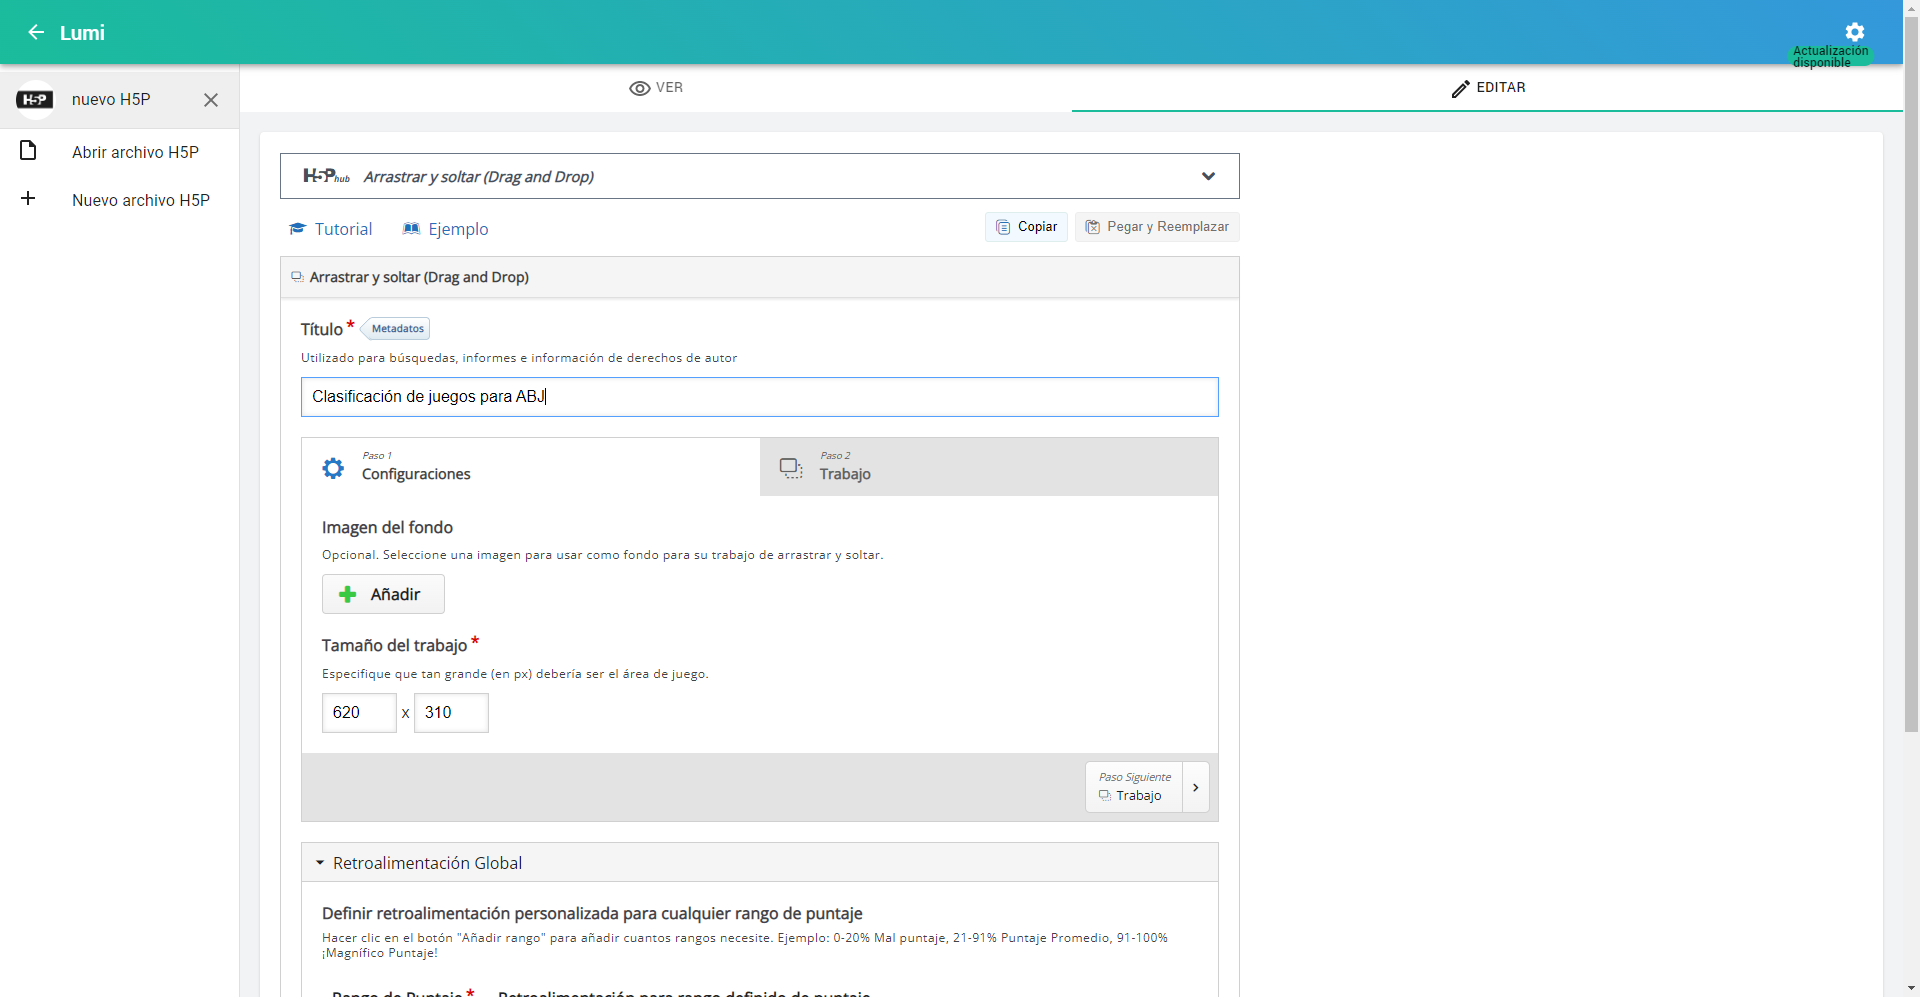 Lumi
Actualización
disponible
H5P
nuevo H5P
VER
EDITAR
Abrir archivo H5P
Nuevo archivo H5P
H5Phub Arrastrar y soltar (Drag and Drop)
Tutorial
Ejemplo
Copiar
Pegar y Reemplazar
Arrastrar y soltar (Drag and Drop)
Título * Metadatos
Utilizado para búsquedas, informes e información de derechos de autor
Clasificación de juegos para ABJ
Paso 1
Configuraciones
Paso 2
Trabajo
Imagen del fondo
Opcional. Seleccione una imagen para usar como fondo para su trabajo de arrastrar y soltar.
Añadir
Tamaño del trabajo *
Especifique que tan grande (en px) debería ser el área de juego.
620 x 310
Paso Siguiente
Trabajo
Retroalimentación Global
Definir retroalimentación personalizada para cualquier rango de puntaje
Hacer clic en el botón "Añadir rango" para añadir cuantos rangos necesite. Ejemplo: 0-20% Mal puntaje, 21-91% Puntaje Promedio, 91-100%
¡Magnífico Puntaje!
Rango de Puntaje * Retroalimentación para rango definido de puntaje